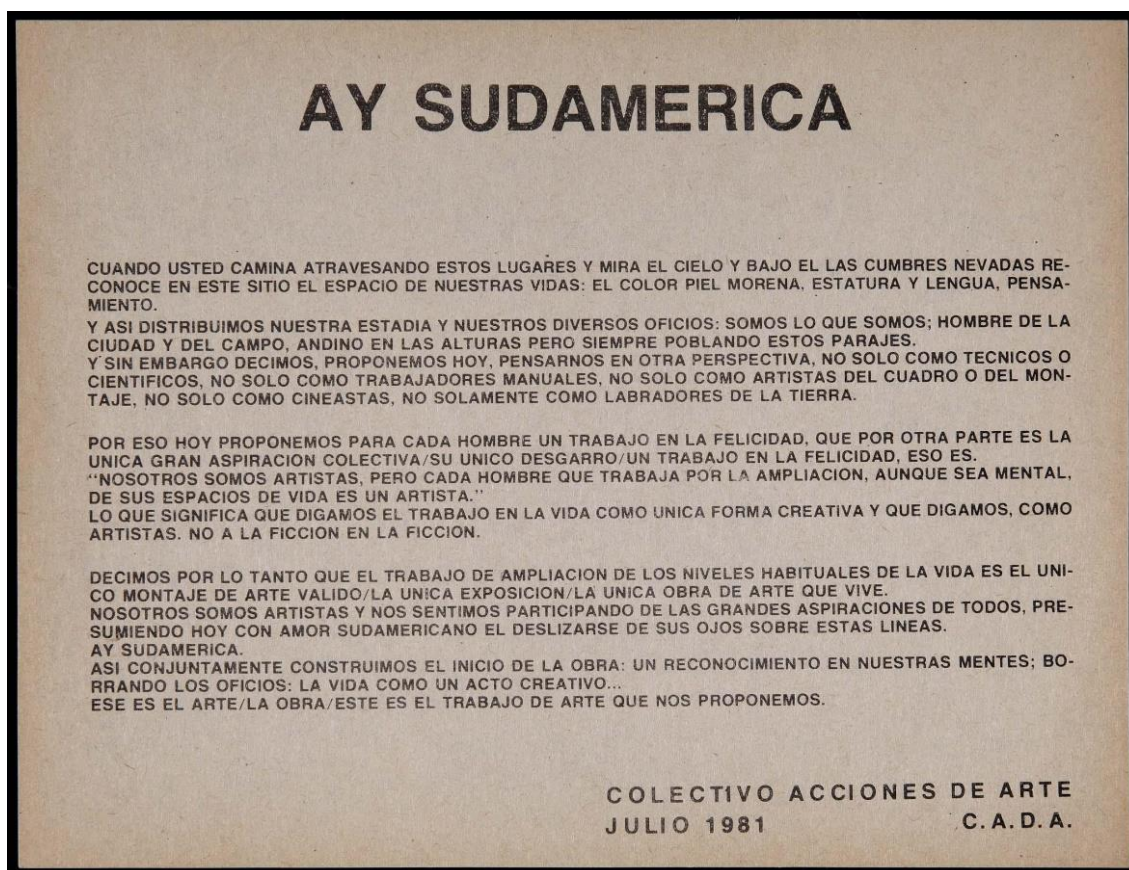 AY SUDAMERICA
CUANDO USTED CAMINA ATRAVESANDO ESTOS LUGARES Y MIRA EL CIELO Y BAJO EL LAS CUMBRES NEVADAS RE-
CONOCE EN ESTE SITIO EL ESPACIO DE NUESTRAS VIDAS: EL COLOR PIEL MORENA, ESTATURA Y LENGUA, PENSA-
MIENTO.
Y ASI DISTRIBUIMOS NUESTRA ESTADIA Y NUESTROS DIVERSOS OFICIOS: SOMOS LO QUE SOMOS; HOMBRE DE LA
CIUDAD Y DEL CAMPO, ANDINO EN LAS ALTURAS PERO SIEMPRE POBLANDO ESTOS PARAJES.
Y SIN EMBARGO DECIMOS, PROPONEMOS HOY, PENSARNOS EN OTRA PERSPECTIVA, NO SOLO COMO TECNICOS O
CIENTIFICOS, NO SOLO COMO TRABAJADORES MANUALES, NO SOLO COMO ARTISTAS DEL CUADRO O DEL MON-
TAJE, NO SOLO COMO CINEASTAS, NO SOLAMENTE COMO LABRADORES DE LA TIERRA.
POR ESO HOY PROPONEMOS PARA CADA HOMBRE UN TRABAJO EN LA FELICIDAD, QUE POR OTRA PARTE ES LA
UNICA GRAN ASPIRACION COLECTIVA/SU UNICO DESGARRO/UN TRABAJO EN LA FELICIDAD, ESO ES.
"NOSOTROS SOMOS ARTISTAS, PERO CADA HOMBRE QUE TRABAJA POR LA AMPLIACION, AUNQUE SEA MENTAL,
DE SUS ESPACIOS DE VIDA ES UN ARTISTA."
LO QUE SIGNIFICA QUE DIGAMOS EL TRABAJO EN LA VIDA COMO UNICA FORMA CREATIVA Y QUE DIGAMOS, COMO
ARTISTAS. NO A LA FICCION EN LA FICCION.
DECIMOS POR LO TANTO QUE EL TRABAJO DE AMPLIACION DE LOS NIVELES HABITUALES DE LA VIDA ES EL UNI-
CO MONTAJE DE ARTE VALIDO/LA UNICA EXPOSICION/LA UNICA OBRA DE ARTE QUE VIVE.
NOSOTROS SOMOS ARTISTAS Y NOS SENTIMOS PARTICIPANDO DE LAS GRANDES ASPIRACIONES DE TODOS, PRE-
SUMIENDO HOY CON AMOR SUDAMERICANO EL DESLIZARSE DE SUS OJOS SOBRE ESTAS LINEAS.
AY SUDAMERICA.
ASI CONJUNTAMENTE CONSTRUIMOS EL INICIO DE LA OBRA: UN RECONOCIMIENTO EN NUESTRAS MENTES; BO-
RRANDO LOS OFICIOS: LA VIDA COMO UN ACTO CREATIVO...
ESE ES EL ARTE/LA OBRA/ESTE ES EL TRABAJO DE ARTE QUE NOS PROPONEMOS.
COLECTIVO ACCIONES DE ARTE
JULIO 1981 C.A.D.A.